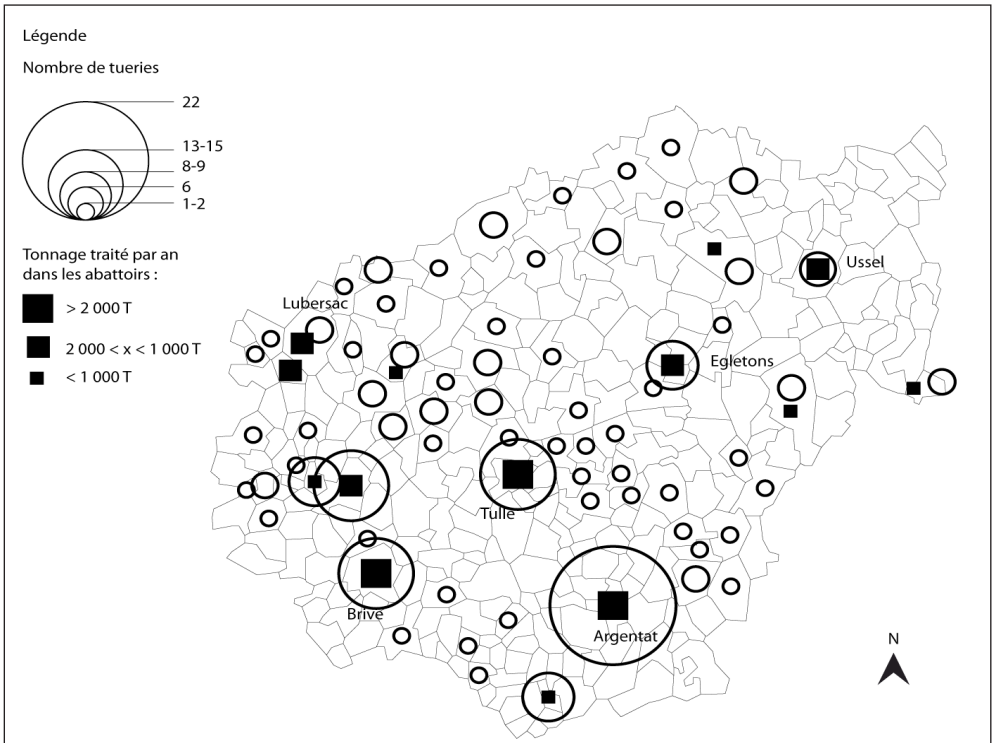 Légende
Nombre de tueries
22
13-15
8-9
6
1-2
Tonnage traité par an
dans les abattoirs :
> 2 000 T
2 000 < x < 1 000 T
< 1 000 T
Ussel
Lubersac
Egletons
Tulle
Brive
Argentat
N